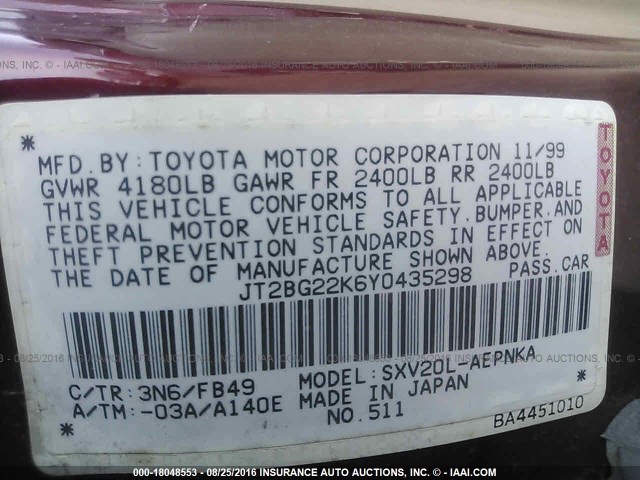 MFD. BY: TOYOTA MOTOR CORPORATION 11/99
GVWR 4180LB GAWR FR 2400LB RR 2400LB
THIS VEHICLE CONFORMS TO ALL APPLICABLE
FEDERAL MOTOR VEHICLE SAFETY, BUMPER, AND
THEFT PREVENTION STANDARDS IN EFFECT ON
THE DATE OF MANUFACTURE SHOWN ABOVE.
JT2BG22K6Y0435298 PASS. CAR
C/TR: 3N6/FB49 MODEL: SXV20L-AEPNKA
A/TM: -03A/A140E MADE IN JAPAN
NO. 511
BA4451010
TOYOTA
000-18048553 - 08/25/2016 INSURANCE AUTO AUCTIONS, INC. © - IAAI.COM